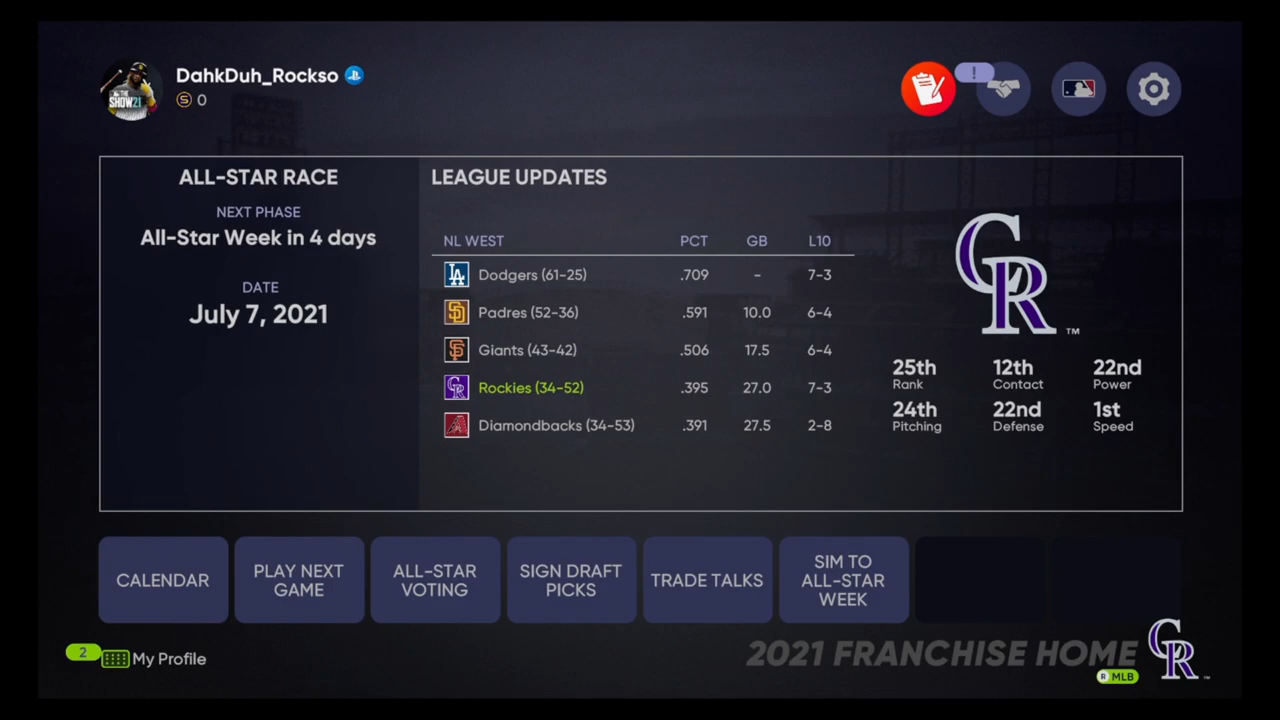 DahkDuh_Rockso
0
THE SHOW21
!
ALL-STAR RACE
NEXT PHASE
All-Star Week in 4 days
DATE
July 7, 2021
LEAGUE UPDATES
NL WEST PCT GB L10
Dodgers (61-25) .709 - 7-3
Padres (52-36) .591 10.0 6-4
Giants (43-42) .506 17.5 6-4
Rockies (34-52) .395 27.0 7-3
Diamondbacks (34-53) .391 27.5 2-8
CR TM
25th 12th 22nd
Rank Contact Power
24th 22nd 1st
Pitching Defense Speed
CALENDAR
PLAY NEXT
GAME
ALL-STAR
VOTING
SIGN DRAFT
PICKS
TRADE TALKS
SIM TO
ALL-STAR
WEEK
2 My Profile
2021 FRANCHISE HOME
R MLB
CR